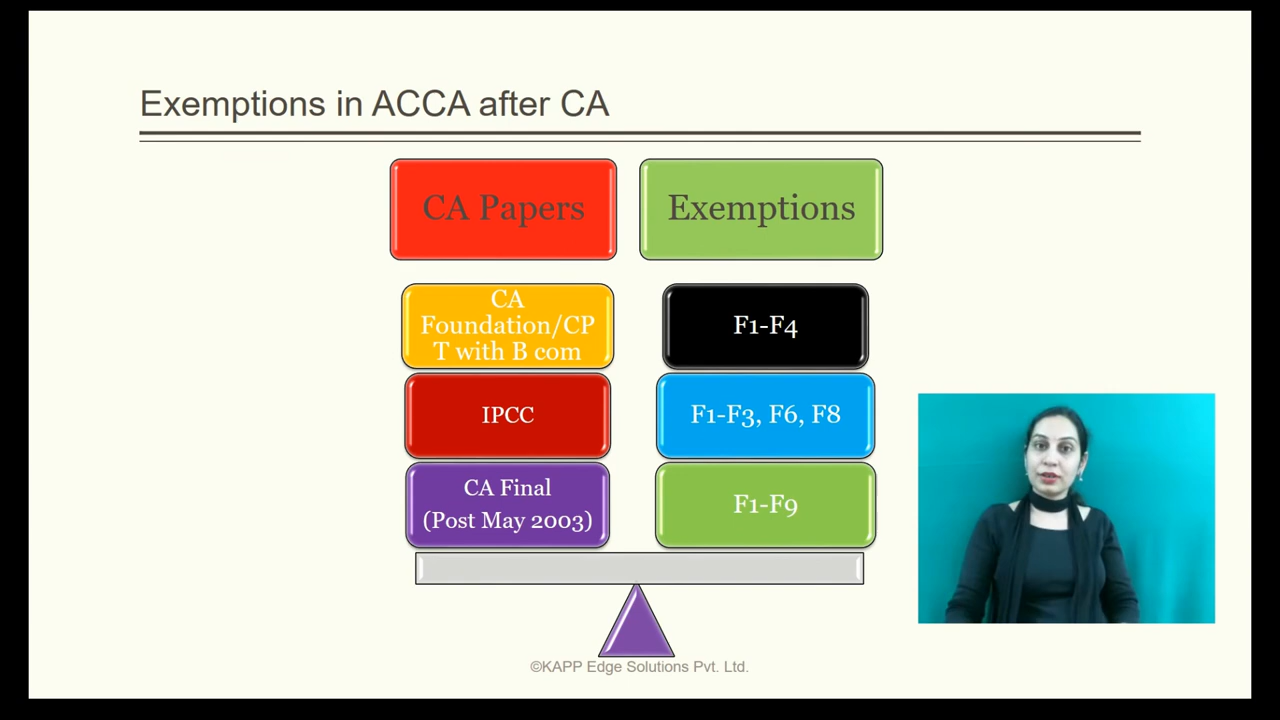 Exemptions in ACCA after CA
CA Papers
Exemptions
CA
Foundation/CP
T with B com
F1-F4
IPCC
F1-F3, F6, F8
CA Final
(Post May 2003)
F1-F9
©KAPP Edge Solutions Pvt. Ltd.